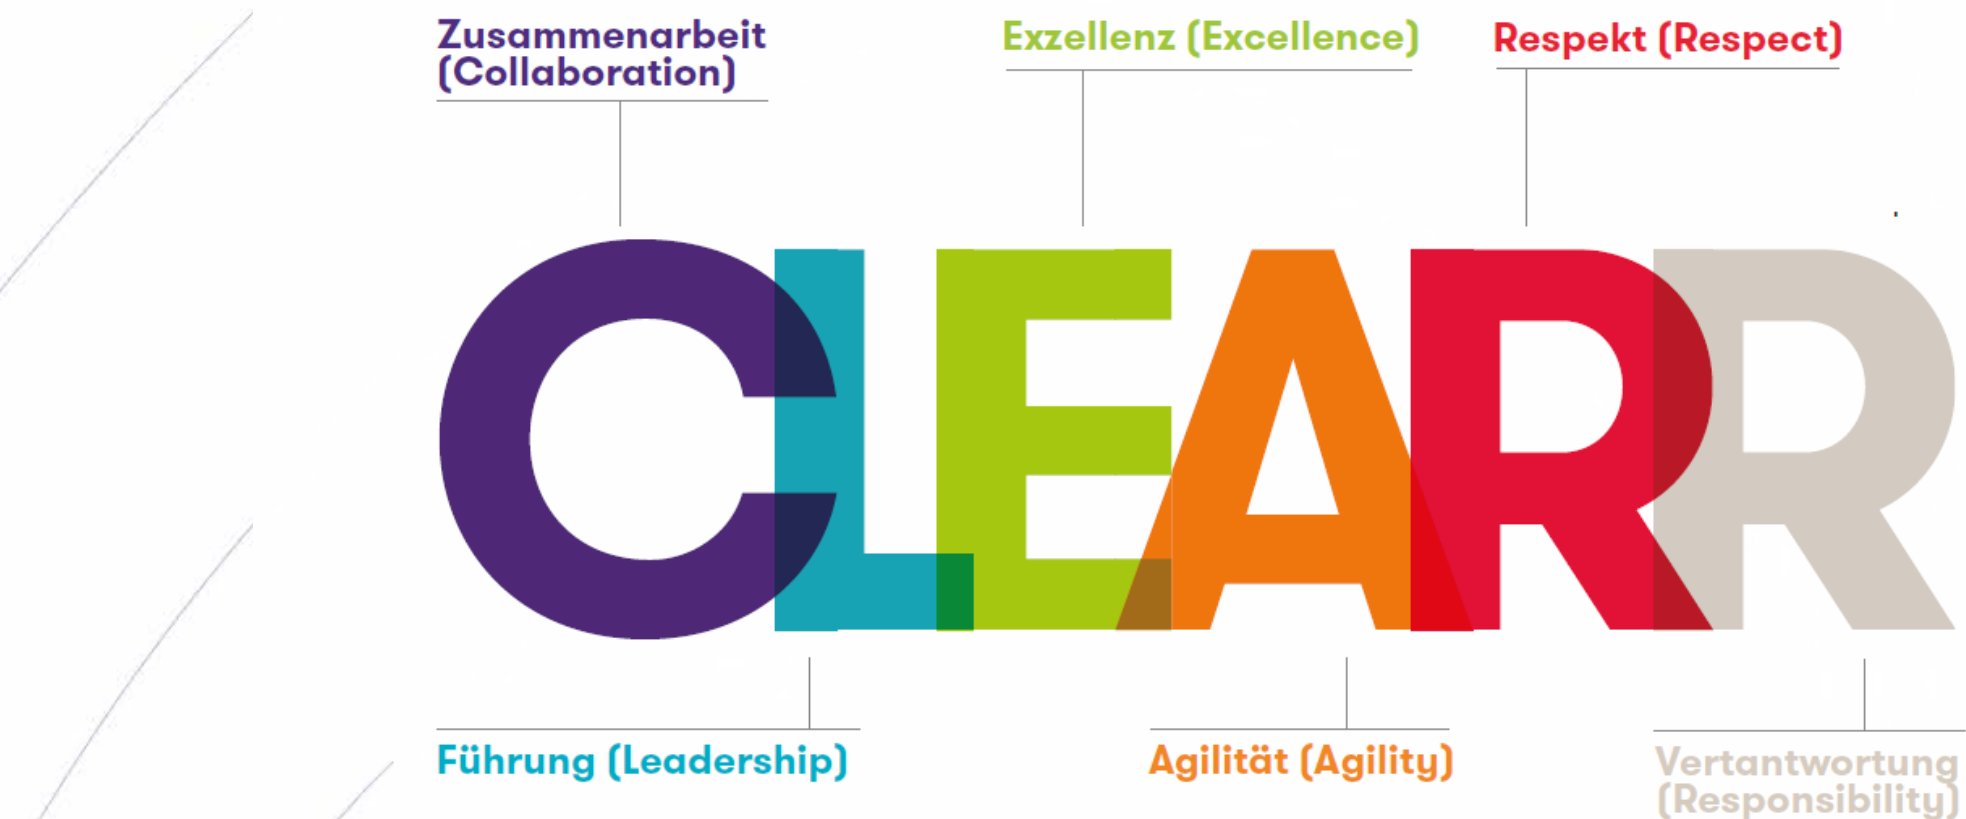 Zusammenarbeit
(Collaboration)
Exzellenz (Excellence)
Respekt (Respect)
CLEARR
Führung (Leadership)
Agilität (Agility)
Vertantwortung
(Responsibility)